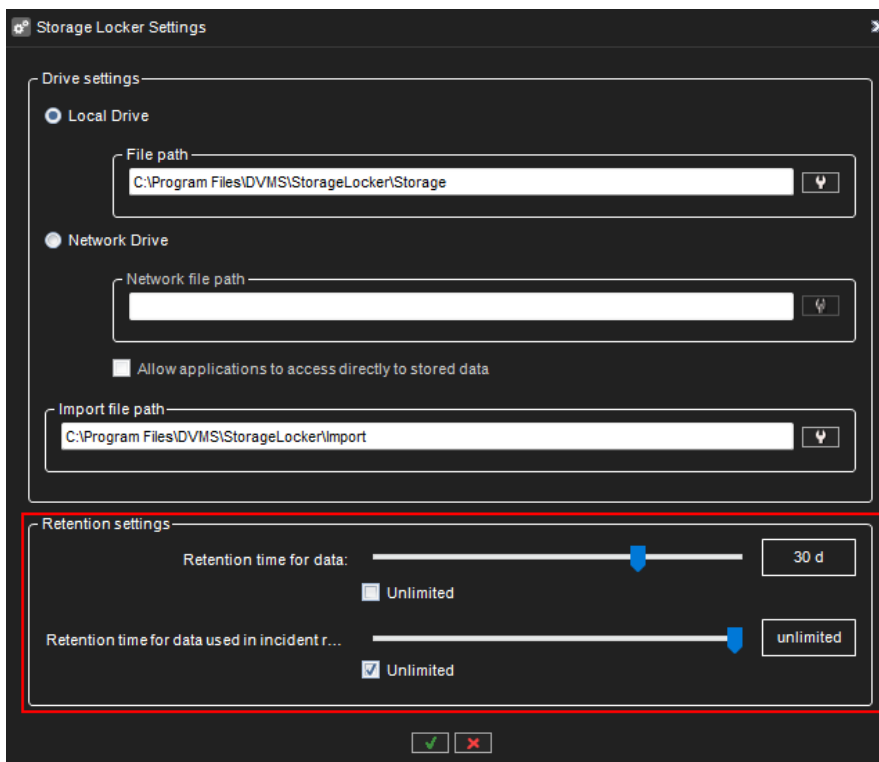 Storage Locker Settings
Drive settings
Local Drive
File path
C:\Program Files\DVMS\StorageLocker\Storage
Network Drive
Network file path
Allow applications to access directly to stored data
Import file path
C:\Program Files\DVMS\StorageLocker\Import
Retention settings
Retention time for data: 30 d
Unlimited
Retention time for data used in incident r... unlimited
Unlimited